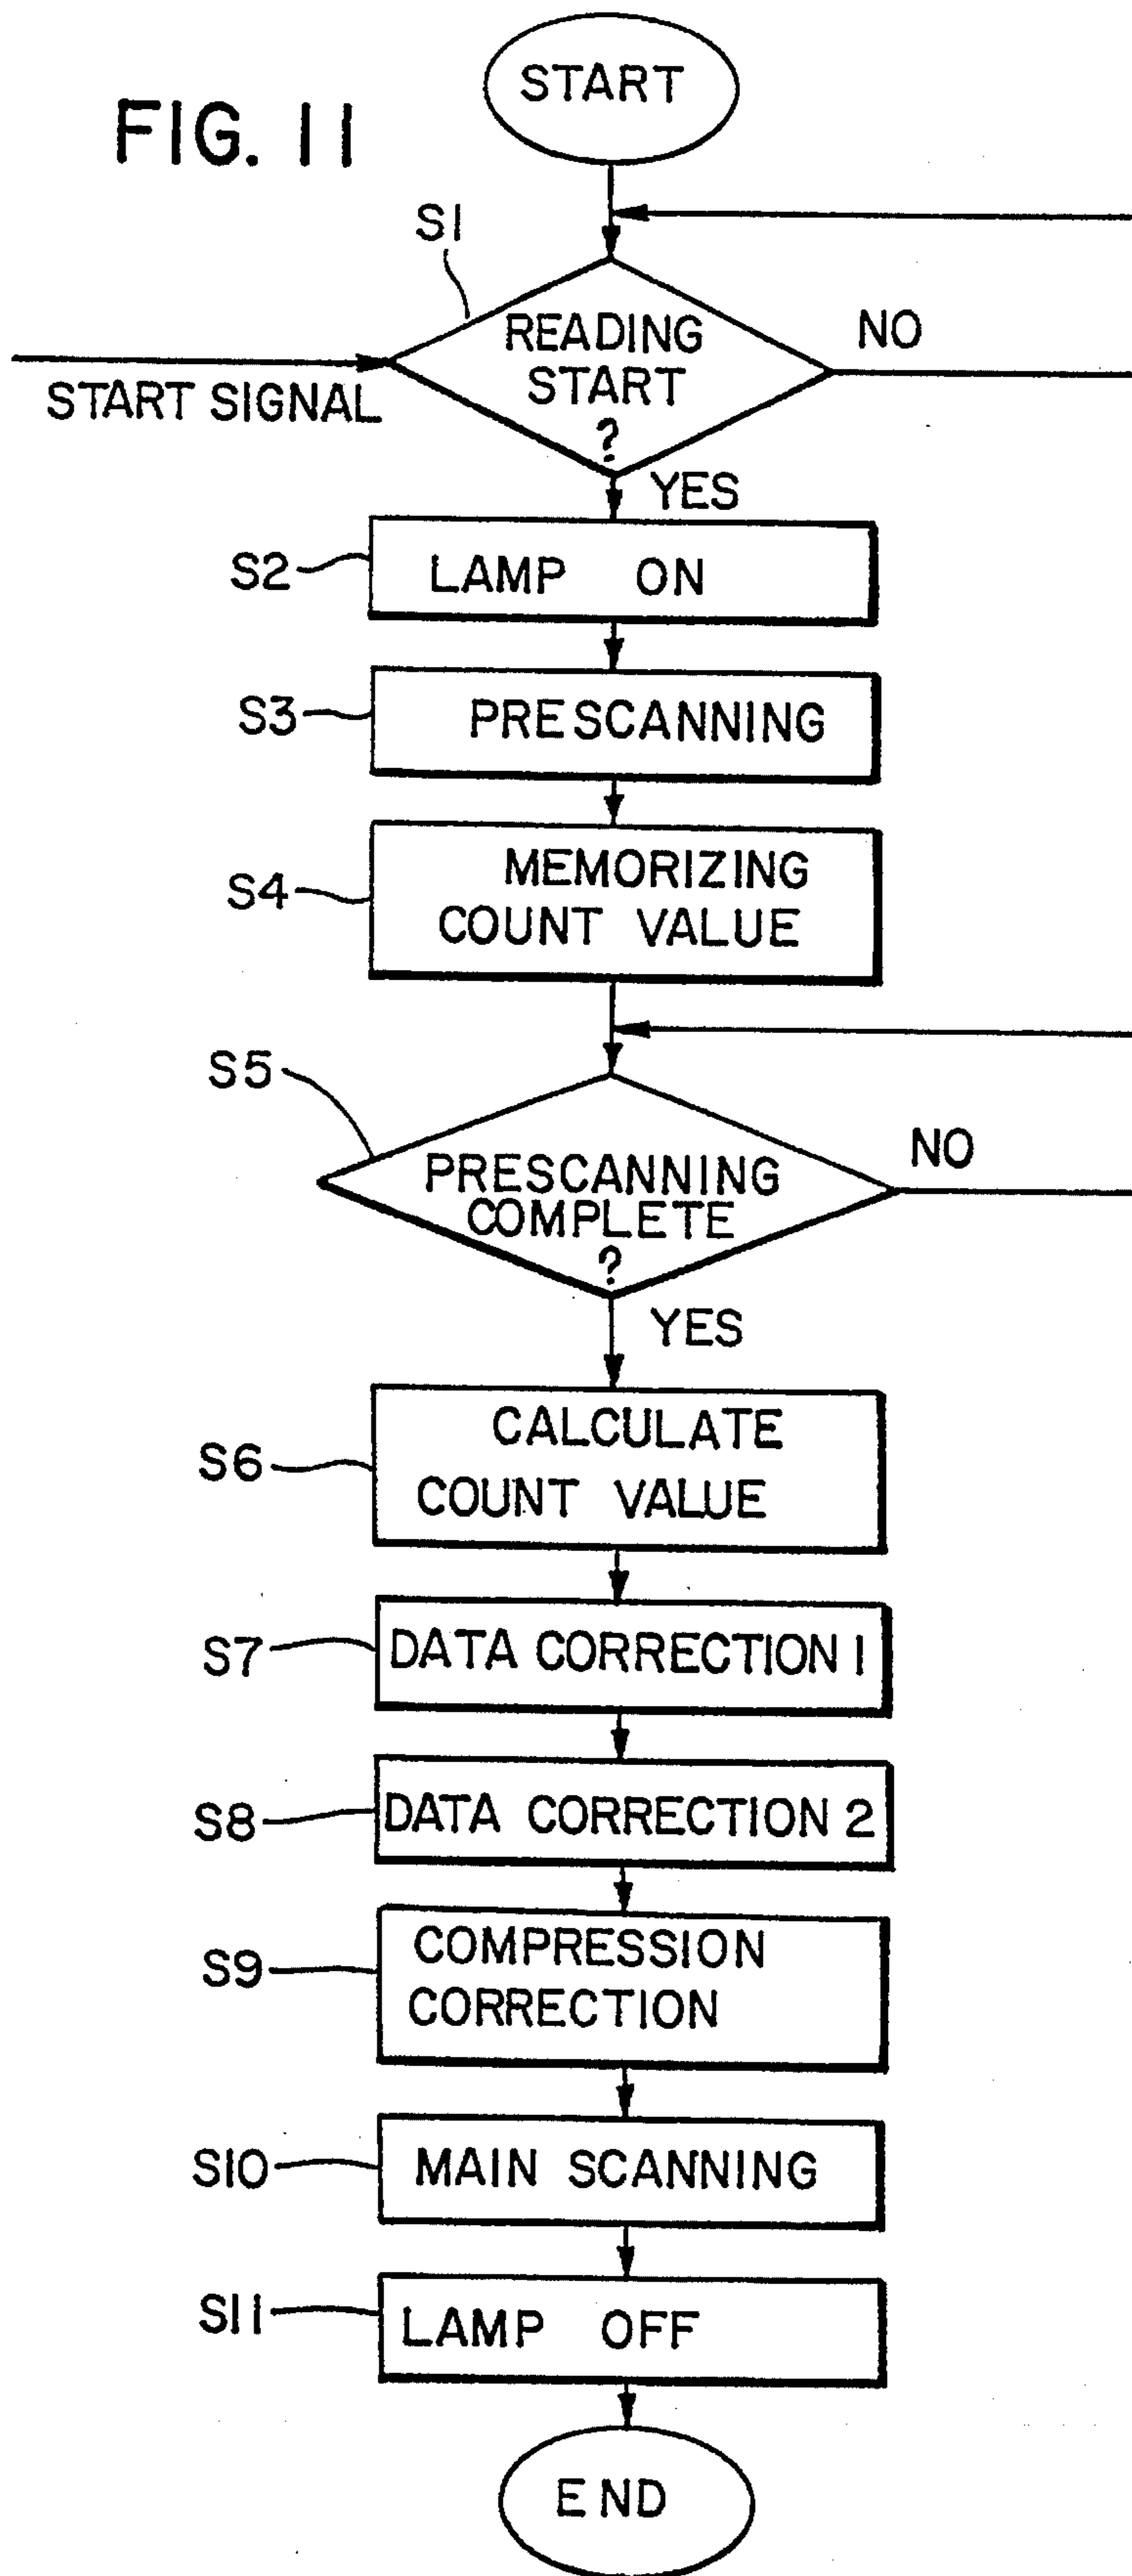 START
FIG. 11
S1
READING
START
?
NO
START SIGNAL
YES
S2
LAMP ON
S3
PRESCANNING
S4
MEMORIZING
COUNT VALUE
S5
PRESCANNING
COMPLETE
?
NO
YES
S6
CALCULATE
COUNT VALUE
S7
DATA CORRECTION 1
S8
DATA CORRECTION 2
S9
COMPRESSION
CORRECTION
S10
MAIN SCANNING
S11
LAMP OFF
END